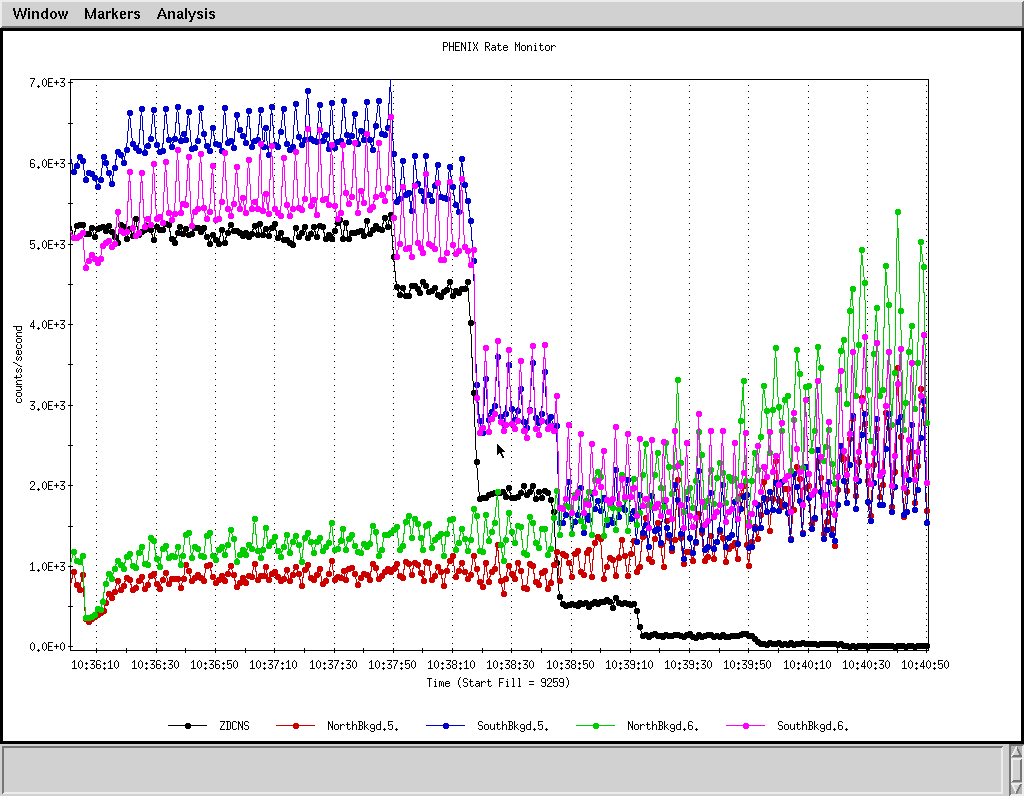 Window Markers Analysis
PHENIX Rate Monitor
7.0E+3
6.0E+3
5.0E+3
4.0E+3
3.0E+3
2.0E+3
1.0E+3
0.0E+0
counts/second
10:36:10 10:36:30 10:36:50 10:37:10 10:37:30 10:37:50 10:38:10 10:38:30 10:38:50 10:39:10 10:39:30 10:39:50 10:40:10 10:40:30 10:40:50
Time (Start Fill = 9259)
ZDCNS NorthBkgd.5. SouthBkgd.5. NorthBkgd.6. SouthBkgd.6.